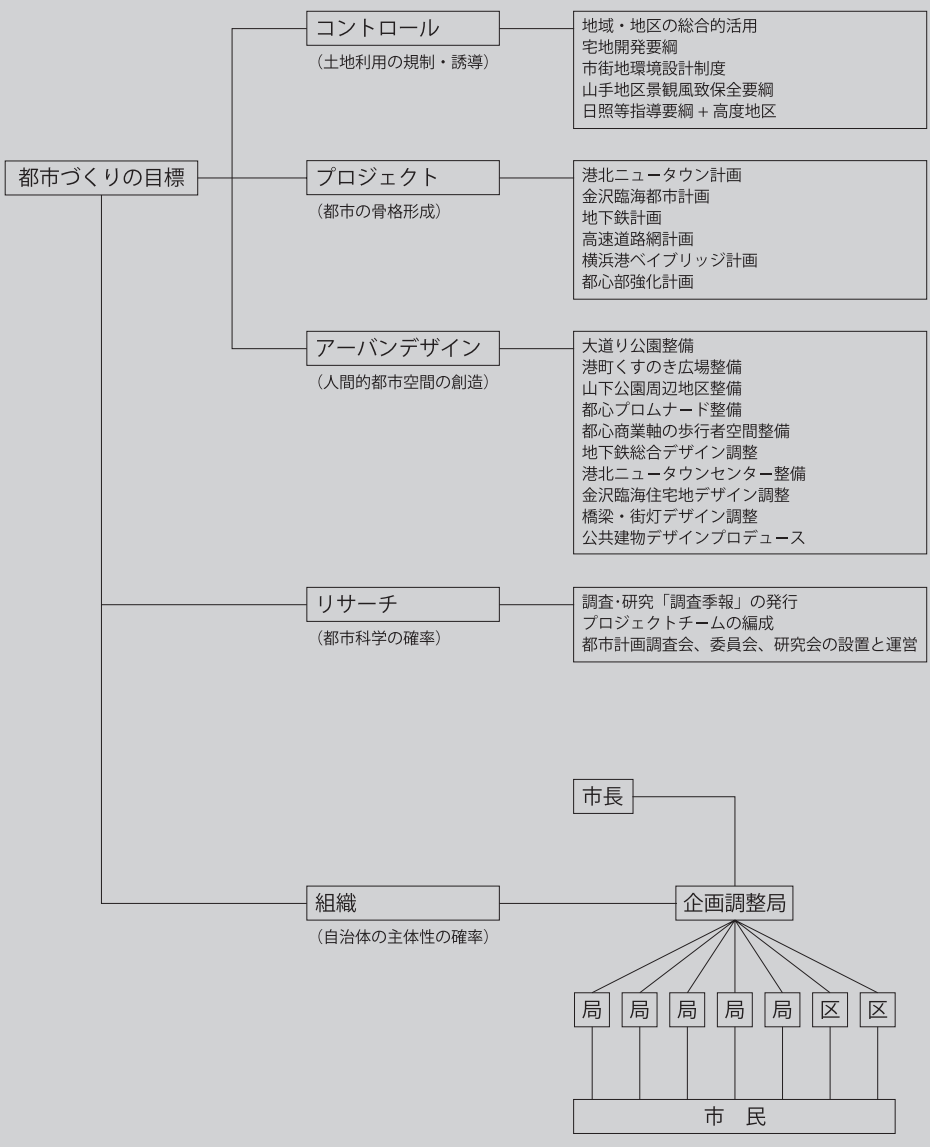 都市づくりの目標
コントロール
（土地利用の規制・誘導）
地域・地区の総合的活用
宅地開発要綱
市街地環境設計制度
山手地区景観風致保全要綱
日照等指導要綱 + 高度地区
プロジェクト
（都市の骨格形成）
港北ニュータウン計画
金沢臨海都市計画
地下鉄計画
高速道路網計画
横浜港ベイブリッジ計画
都心部強化計画
アーバンデザイン
（人間的都市空間の創造）
大道り公園整備
港町くすのき広場整備
山下公園周辺地区整備
都心プロムナード整備
都心商業軸の歩行者空間整備
地下鉄総合デザイン調整
港北ニュータウンセンター整備
金沢臨海住宅地デザイン調整
橋梁・街灯デザイン調整
公共建物デザインプロデュース
リサーチ
（都市科学の確率）
調査・研究「調査季報」の発行
プロジェクトチームの編成
都市計画調査会、委員会、研究会の設置と運営
組織
（自治体の主体性の確率）
市長
企画調整局
局 局 局 局 局 区 区
市　民